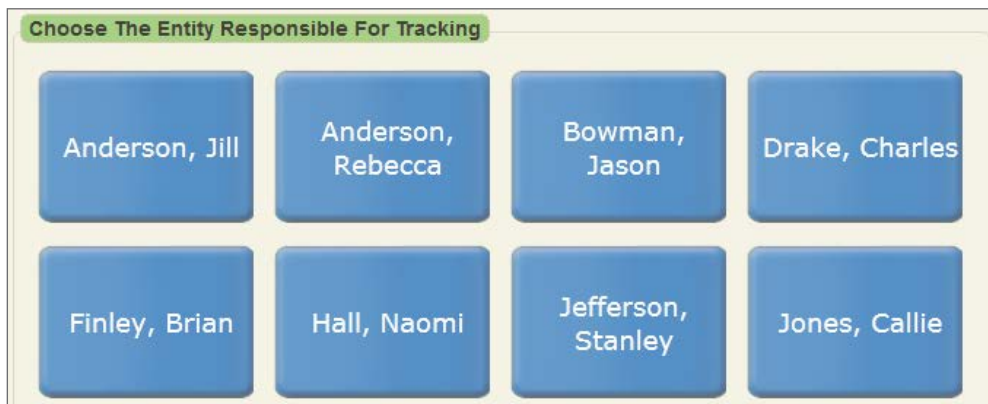 Choose The Entity Responsible For Tracking
Anderson, Jill
Anderson,
Rebecca
Bowman,
Jason
Drake, Charles
Finley, Brian
Hall, Naomi
Jefferson,
Stanley
Jones, Callie